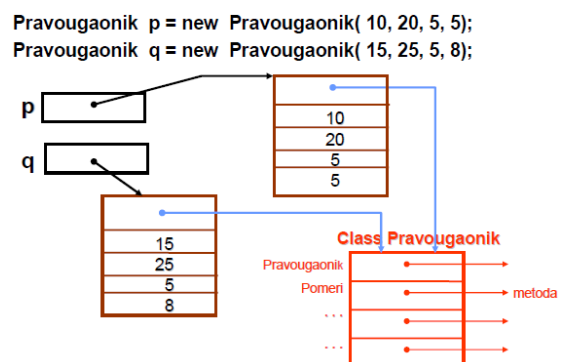 Pravougaonik p = new Pravougaonik( 10, 20, 5, 5);
Pravougaonik q = new Pravougaonik( 15, 25, 5, 8);
p
10
20
5
5
q
15
25
5
8
Class Pravougaonik
Pravougaonik
Pomeri
metoda
...
...